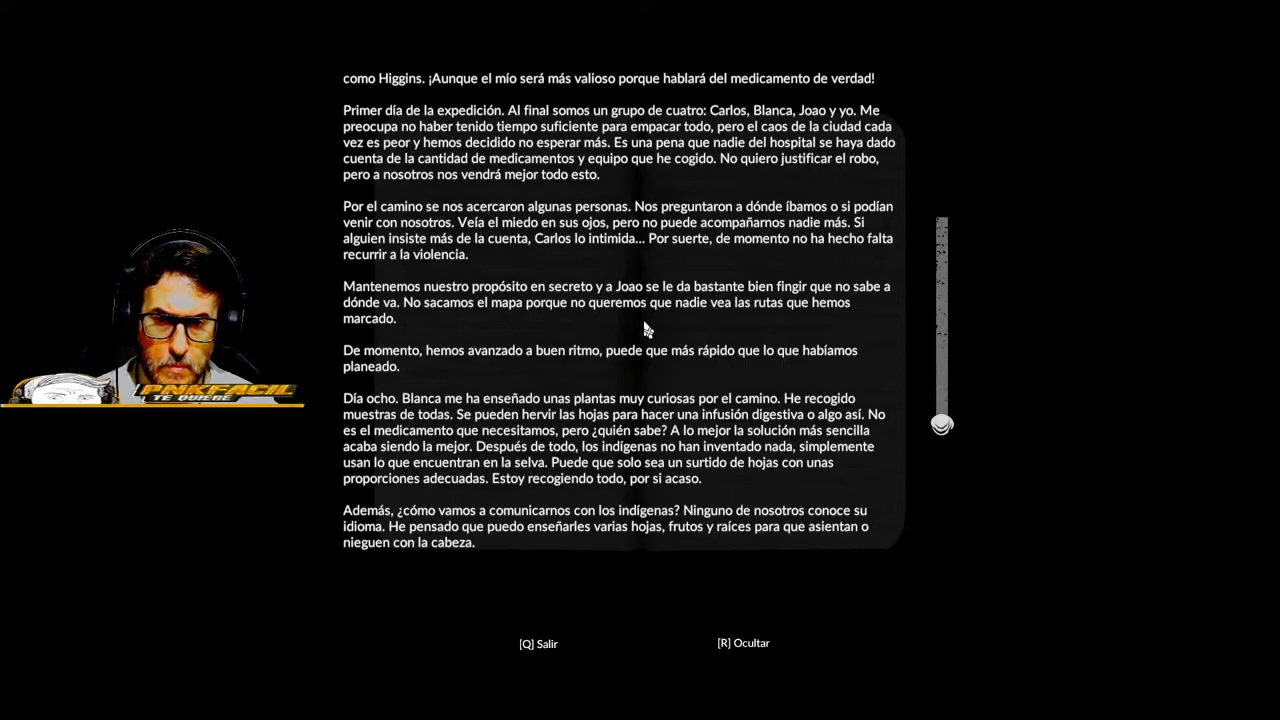 como Higgins. ¡Aunque el mío será más valioso porque hablará del medicamento de verdad!
Primer día de la expedición. Al final somos un grupo de cuatro: Carlos, Blanca, Joao y yo. Me
preocupa no haber tenido tiempo suficiente para empacar todo, pero el caos de la ciudad cada
vez es peor y hemos decidido no esperar más. Es una pena que nadie del hospital se haya dado
cuenta de la cantidad de medicamentos y equipo que he cogido. No quiero justificar el robo,
pero a nosotros nos vendrá mejor todo esto.
Por el camino se nos acercaron algunas personas. Nos preguntaron a dónde íbamos o si podían
venir con nosotros. Veía el miedo en sus ojos, pero no puede acompañarnos nadie más. Si
alguien insiste más de la cuenta, Carlos lo intimida... Por suerte, de momento no ha hecho falta
recurrir a la violencia.
Mantenemos nuestro propósito en secreto y a Joao se le da bastante bien fingir que no sabe a
dónde va. No sacamos el mapa porque no queremos que nadie vea las rutas que hemos
marcado.
De momento, hemos avanzado a buen ritmo, puede que más rápido que lo que habíamos
planeado.
Día ocho. Blanca me ha enseñado unas plantas muy curiosas por el camino. He recogido
muestras de todas. Se pueden hervir las hojas para hacer una infusión digestiva o algo así. No
es el medicamento que necesitamos, pero ¿quién sabe? A lo mejor la solución más sencilla
acaba siendo la mejor. Después de todo, los indígenas no han inventado nada, simplemente
usan lo que encuentran en la selva. Puede que solo sea un surtido de hojas con unas
proporciones adecuadas. Estoy recogiendo todo, por si acaso.
Además, ¿cómo vamos a comunicarnos con los indígenas? Ninguno de nosotros conoce su
idioma. He pensado que puedo enseñarles varias hojas, frutos y raíces para que asientan o
nieguen con la cabeza.
PNKFACIL
TE QUIERE
[Q] Salir
[R] Ocultar